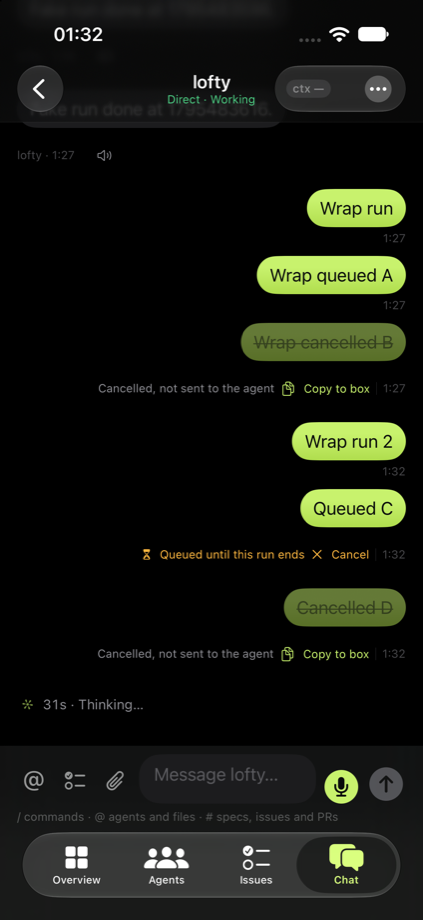 01:32
lofty
Direct · Working
ctx —
lofty · 1:27
Wrap run
1:27
Wrap queued A
1:27
Wrap cancelled B
Cancelled, not sent to the agent Copy to box 1:27
Wrap run 2
1:32
Queued C
Queued until this run ends Cancel 1:32
Cancelled D
Cancelled, not sent to the agent Copy to box 1:32
31s · Thinking...
Message lofty...
/ commands · @ agents and files · # specs, issues and PRs
Overview
Agents
Issues
Chat